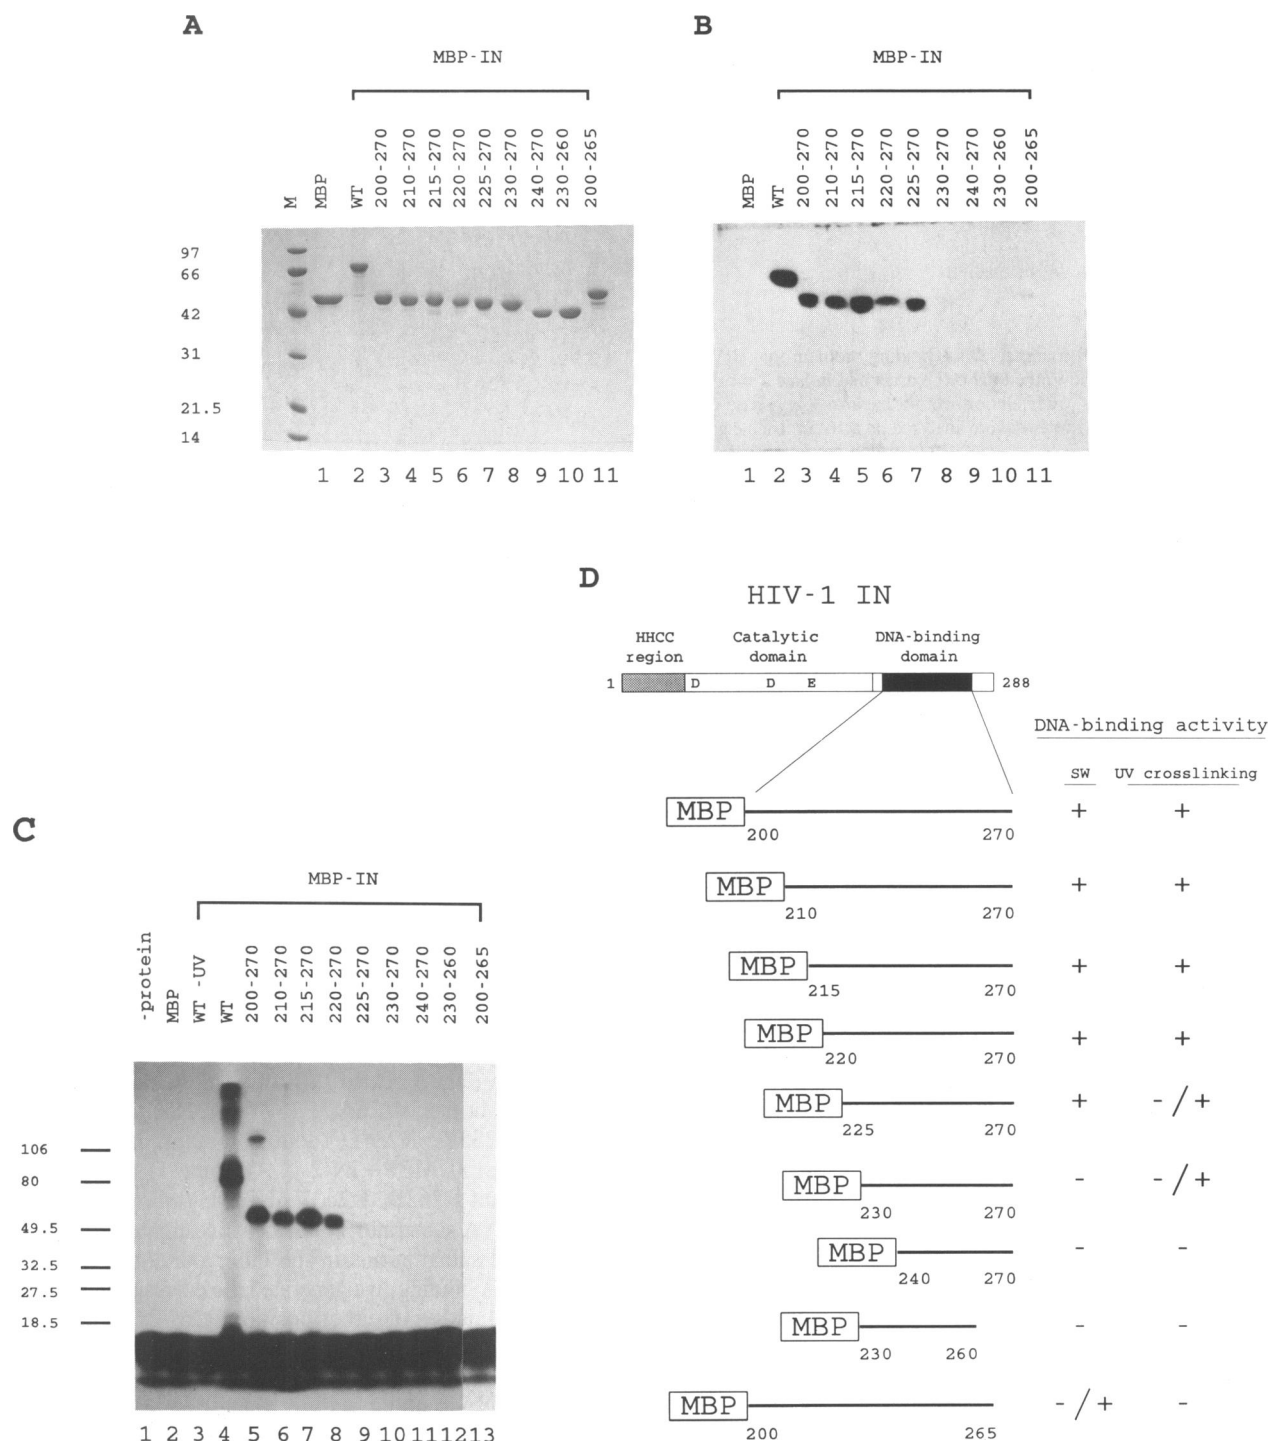 A
MBP-IN
M
MBP
WT
200-270
210-270
215-270
220-270
225-270
230-270
240-270
230-260
200-265
97
66
42
31
21.5
14
1 2 3 4 5 6 7 8 9 10 11
B
MBP-IN
MBP
WT
200-270
210-270
215-270
220-270
225-270
230-270
240-270
230-260
200-265
1 2 3 4 5 6 7 8 9 10 11
C
MBP-IN
-protein
MBP
WT -UV
WT
200-270
210-270
215-270
220-270
225-270
230-270
240-270
230-260
200-265
106
80
49.5
32.5
27.5
18.5
1 2 3 4 5 6 7 8 9 10 11 12 13
D
HIV-1 IN
HHCC region
Catalytic domain
DNA-binding domain
1 D D E 288
DNA-binding activity
SW UV crosslinking
MBP + +
200 270
MBP + +
210 270
MBP + +
215 270
MBP + +
220 270
MBP + -/+
225 270
MBP - -/+
230 270
MBP - -
240 270
MBP - -
230 260
MBP -/+ -
200 265